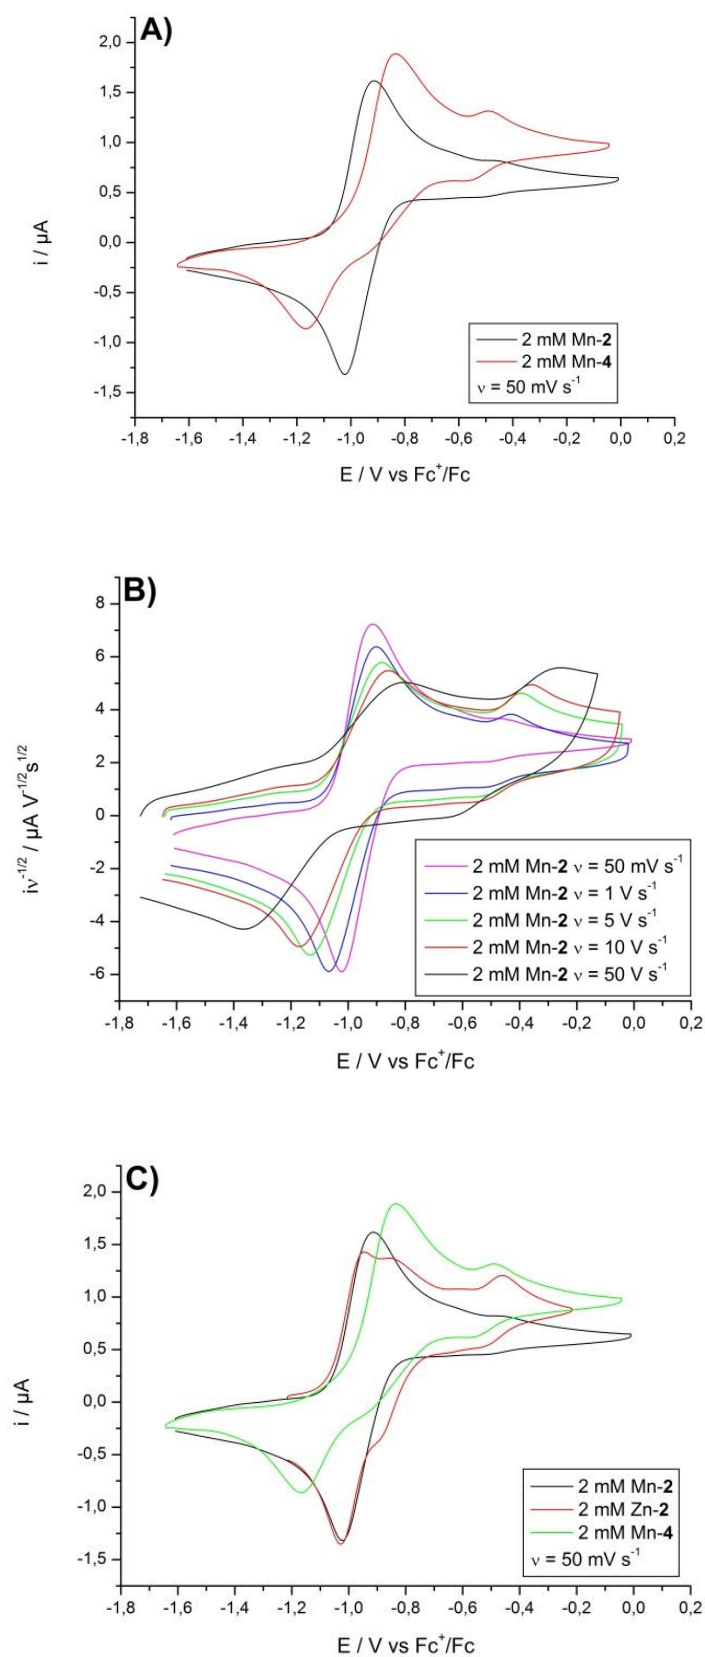 A)
2,0
1,5
1,0
0,5
0,0
-0,5
-1,0
-1,5
i / µA
2 mM Mn-2
2 mM Mn-4
ν = 50 mV s⁻¹
-1,8 -1,6 -1,4 -1,2 -1,0 -0,8 -0,6 -0,4 -0,2 0,0 0,2
E / V vs Fc⁺/Fc
B)
8
6
4
2
0
-2
-4
-6
iν⁻¹ᐟ² / µA V⁻¹ᐟ²s¹ᐟ²
2 mM Mn-2 ν = 50 mV s⁻¹
2 mM Mn-2 ν = 1 V s⁻¹
2 mM Mn-2 ν = 5 V s⁻¹
2 mM Mn-2 ν = 10 V s⁻¹
2 mM Mn-2 ν = 50 V s⁻¹
-1,8 -1,6 -1,4 -1,2 -1,0 -0,8 -0,6 -0,4 -0,2 0,0 0,2
E / V vs Fc⁺/Fc
C)
2,0
1,5
1,0
0,5
0,0
-0,5
-1,0
-1,5
i / µA
2 mM Mn-2
2 mM Zn-2
2 mM Mn-4
ν = 50 mV s⁻¹
-1,8 -1,6 -1,4 -1,2 -1,0 -0,8 -0,6 -0,4 -0,2 0,0 0,2
E / V vs Fc⁺/Fc